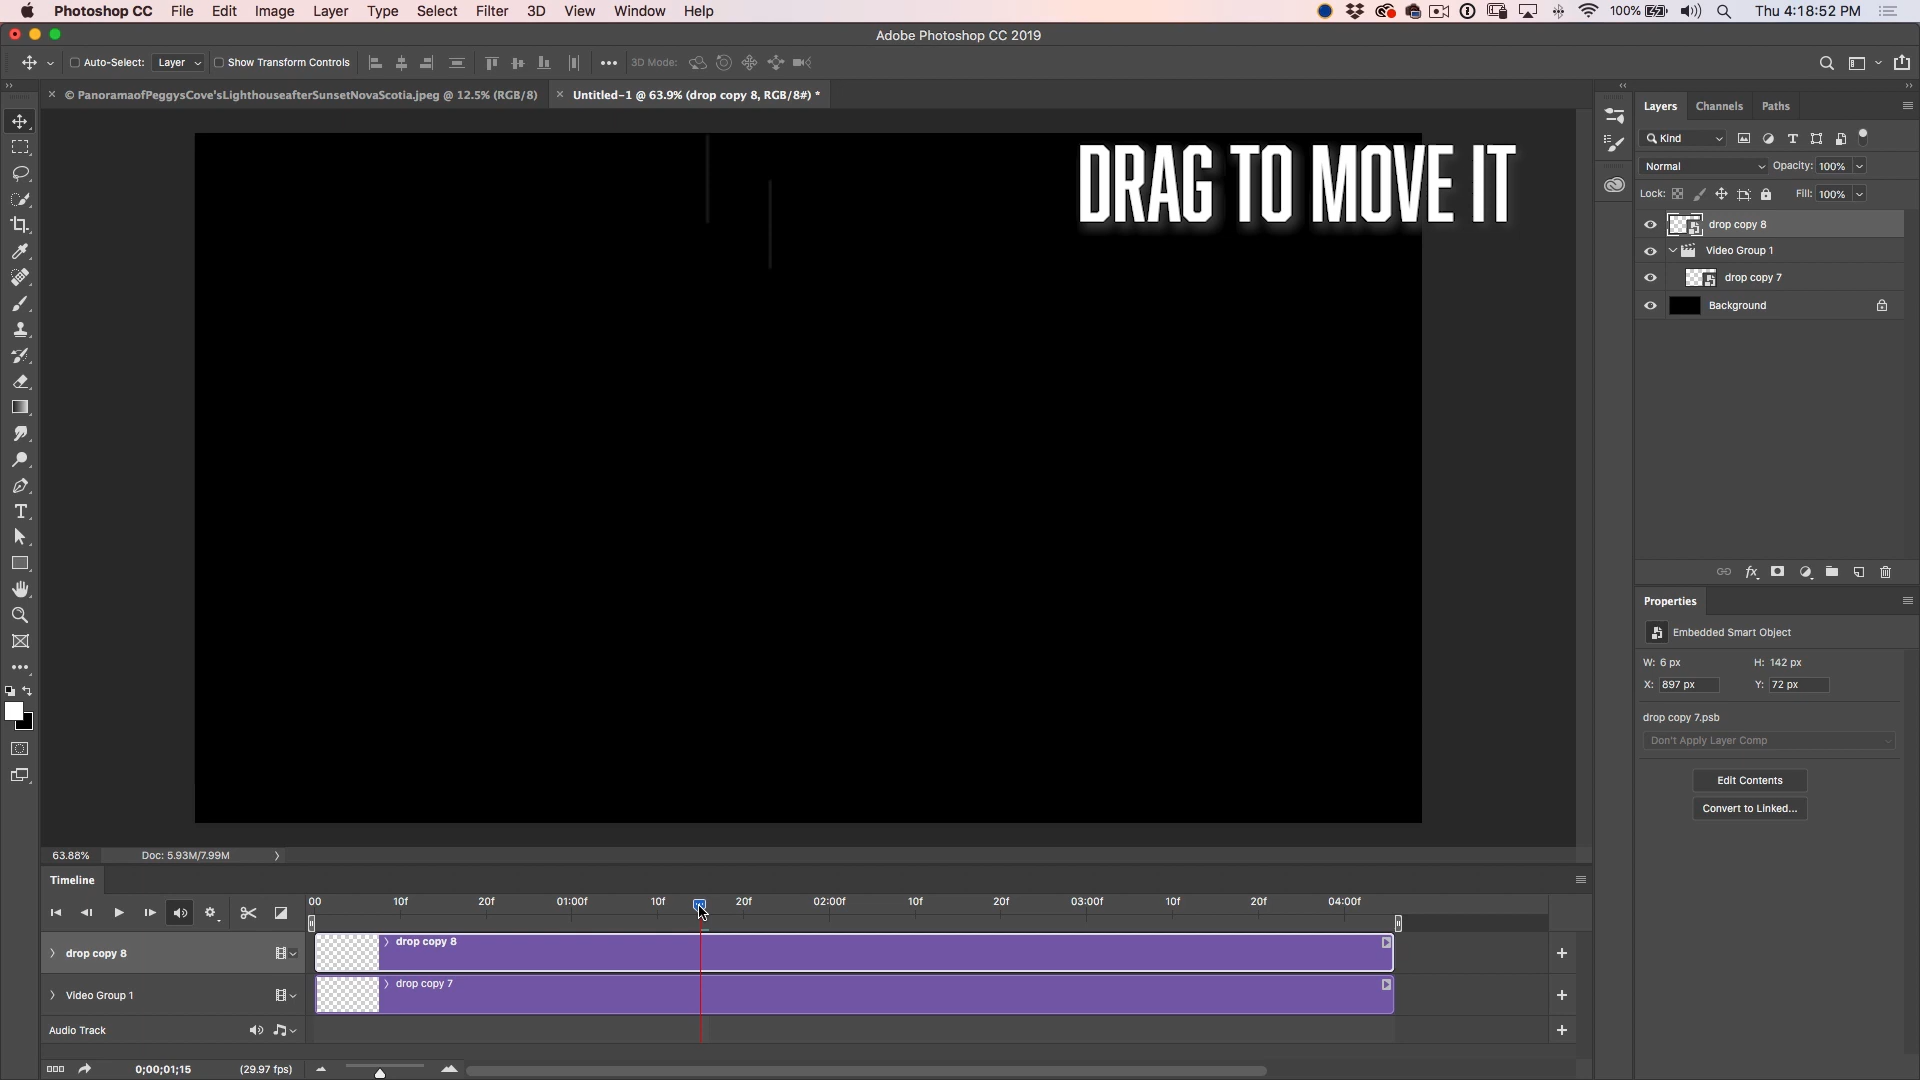 Photoshop CC File Edit Image Layer Type Select Filter 3D View Window Help 100% Thu 4:18:52 PM
Adobe Photoshop CC 2019
Auto-Select: Layer Show Transform Controls 3D Mode:
© PanoramaofPeggysCove'sLighthouseafterSunsetNovaScotia.jpeg @ 12.5% (RGB/8) Untitled-1 @ 63.9% (drop copy 8, RGB/8#) *
DRAG TO MOVE IT
Layers Channels Paths
Kind
Normal Opacity: 100%
Lock: Fill: 100%
drop copy 8
Video Group 1
drop copy 7
Background
Properties
Embedded Smart Object
W: 6 px H: 142 px
X: 897 px Y: 72 px
drop copy 7.psb
Don't Apply Layer Comp
Edit Contents
Convert to Linked...
63.88% Doc: 5.93M/7.99M
Timeline
00 10f 20f 01:00f 10f 20f 02:00f 10f 20f 03:00f 10f 20f 04:00f
drop copy 8 drop copy 8
Video Group 1 drop copy 7
Audio Track
0;00;01;15 (29.97 fps)